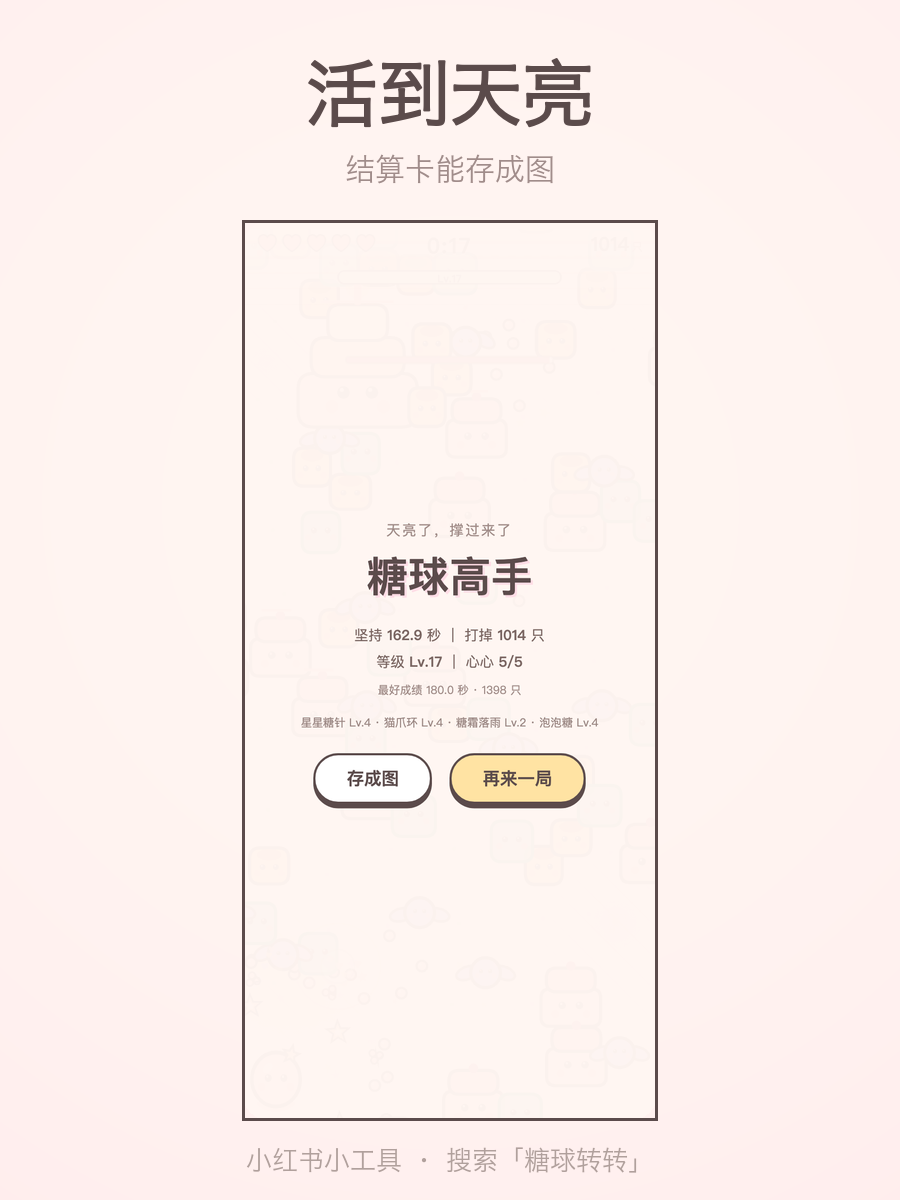 活到天亮
结算卡能存成图
0:17
1014
天亮了，撑过来了
糖球高手
坚持 162.9 秒 ｜ 打掉 1014 只
等级 Lv.17 ｜ 心心 5/5
最好成绩 180.0 秒 · 1398 只
星星糖针 Lv.4 · 猫爪环 Lv.4 · 糖霜落雨 Lv.2 · 泡泡糖 Lv.4
存成图
再来一局
小红书小工具 · 搜索「糖球转转」